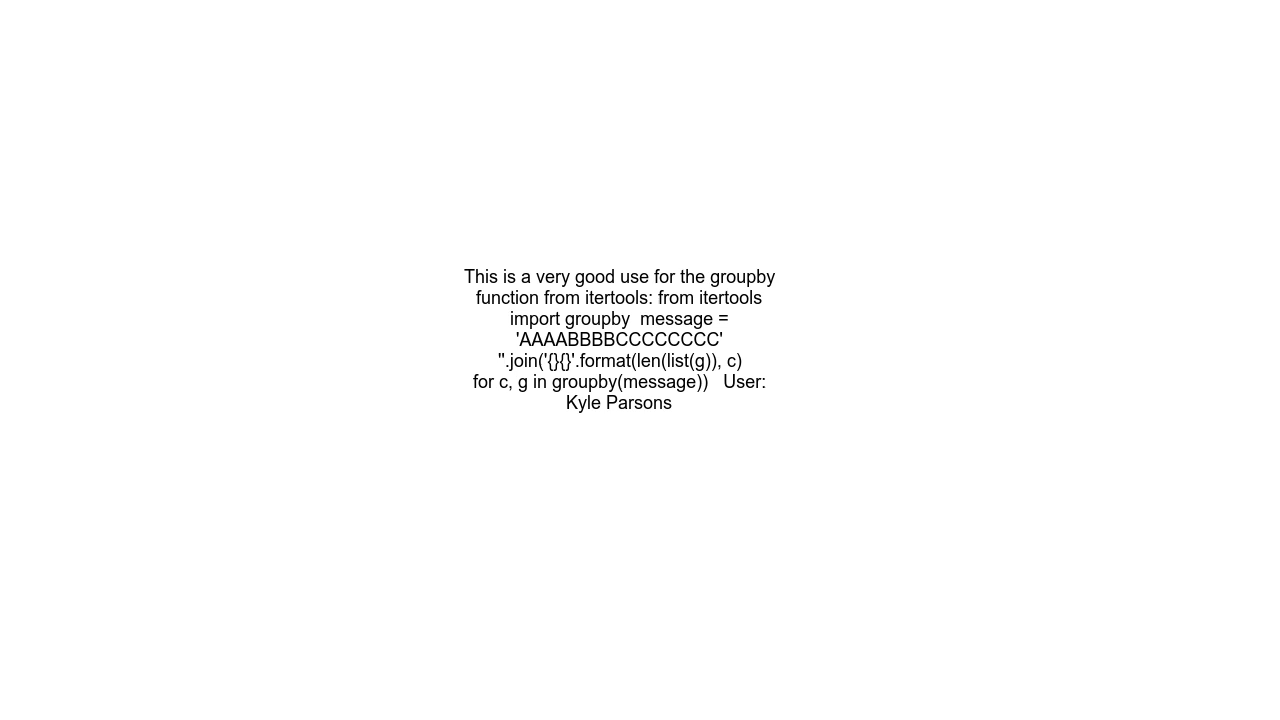 This is a very good use for the groupby
function from itertools: from itertools
import groupby  message =
'AAAABBBBCCCCCCCC'
''.join('{}{}'.format(len(list(g)), c)
for c, g in groupby(message))   User:
Kyle Parsons